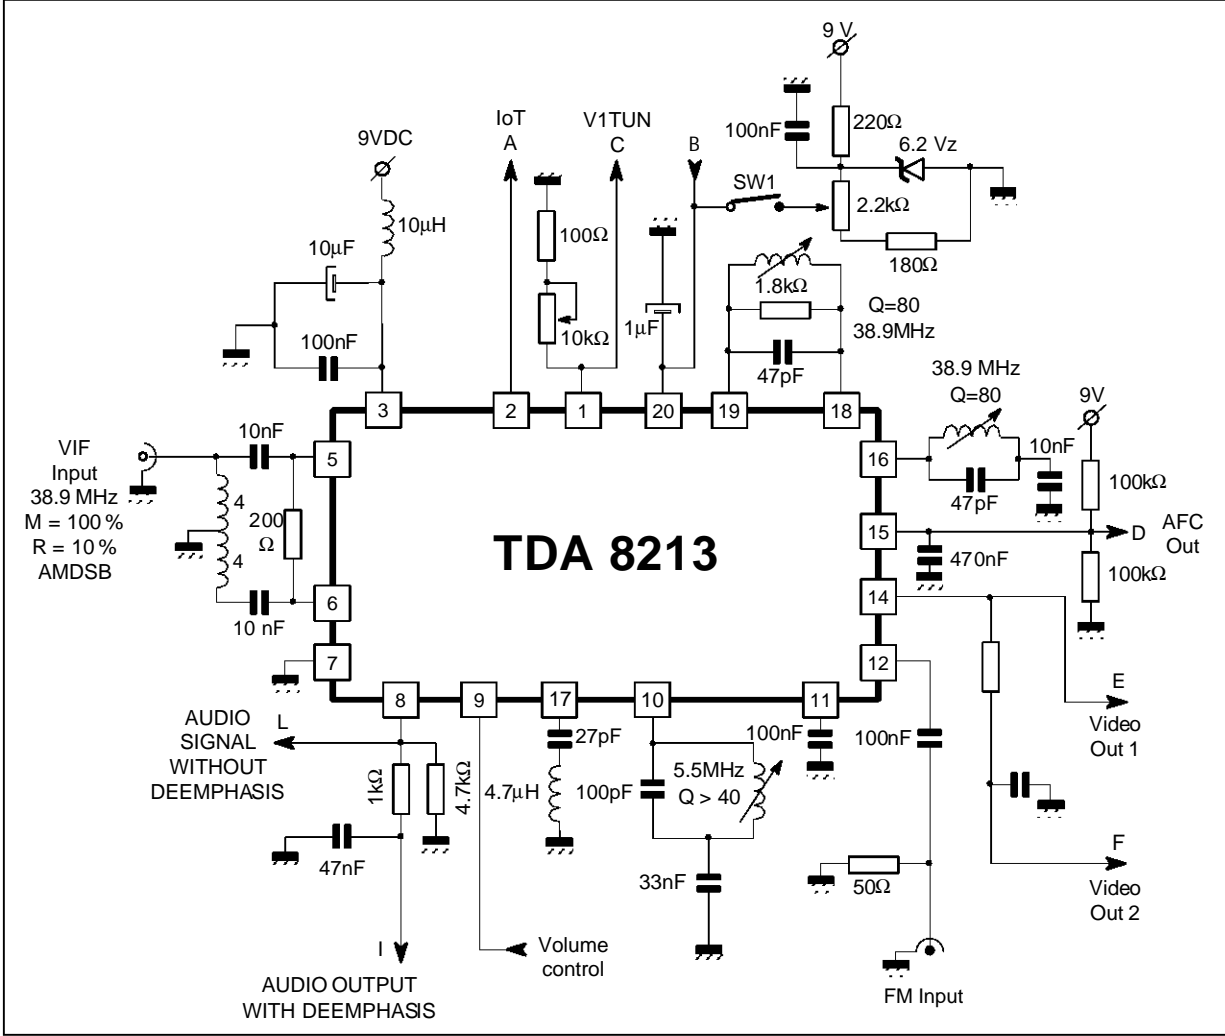 9 V
IoT
A
V1TUN
C
B
100nF
220Ω
6.2 Vz
9VDC
SW1
2.2kΩ
10μH
10μF
100Ω
180Ω
1.8kΩ
Q=80
38.9MHz
1μF
10kΩ
100nF
47pF
38.9 MHz
Q=80
9V
3
2
1
20
19
18
VIF
Input
38.9 MHz
M = 100 %
R = 10 %
AMDSB
10nF
5
16
10nF
47pF
100kΩ
4
200
Ω
4
15
D
AFC
Out
TDA 8213
470nF
100kΩ
6
14
10 nF
7
12
8
9
17
10
11
E
Video
Out 1
L
AUDIO
SIGNAL
WITHOUT
DEEMPHASIS
27pF
100nF
100nF
1kΩ
4.7kΩ
4.7μH
100pF
5.5MHz
Q > 40
47nF
33nF
50Ω
F
Video
Out 2
I
Volume
control
AUDIO OUTPUT
WITH DEEMPHASIS
FM Input